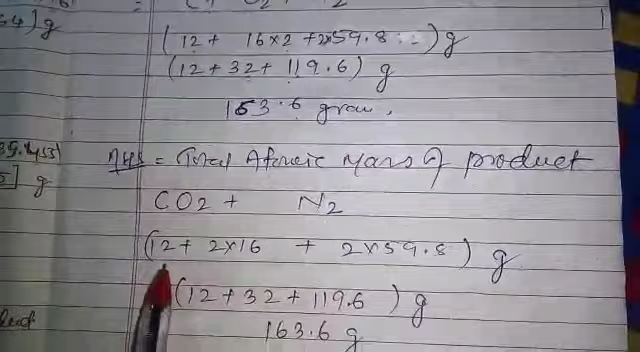 (12 + 16×2 + 2×59.8 ) g
(12 + 32 + 119.6) g
163.6 gram.
= Total Atomic Mass of product
CO2 + N2
(12 + 2×16 + 2×59.8) g
(12 + 32 + 119.6) g
163.6 g